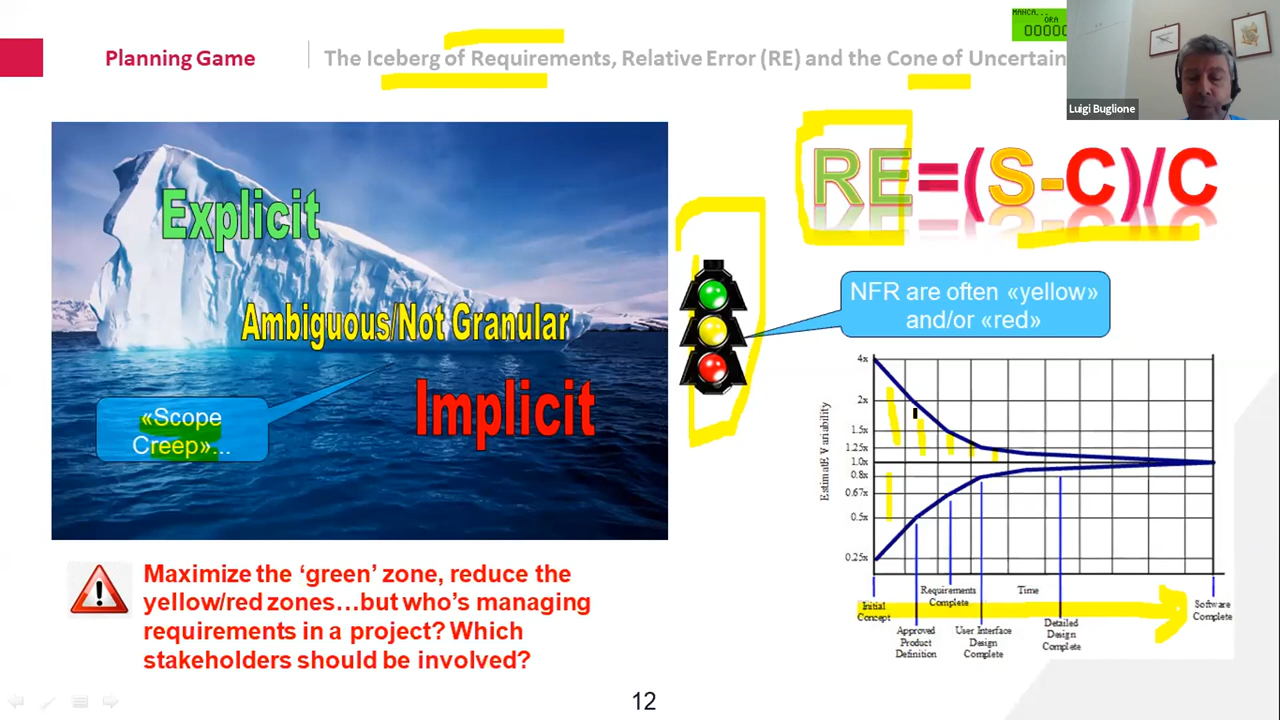 Planning Game
The Iceberg of Requirements, Relative Error (RE) and the Cone of Uncertain
MANCA...
ORA
00000
Luigi Buglione
RE=(S-C)/C
Explicit
Ambiguous/Not Granular
Implicit
«Scope
Creep»...
NFR are often «yellow»
and/or «red»
EstimatE Variability
4x
2x
1.5x
1.25x
1.0x
0.8x
0.67x
0.5x
0.25x
Initial
Concept
Approved
Product
Definition
Requirements
Complete
User Interface
Design
Complete
Time
Detailed
Design
Complete
Software
Complete
Maximize the ‘green’ zone, reduce the
yellow/red zones…but who’s managing
requirements in a project? Which
stakeholders should be involved?
12